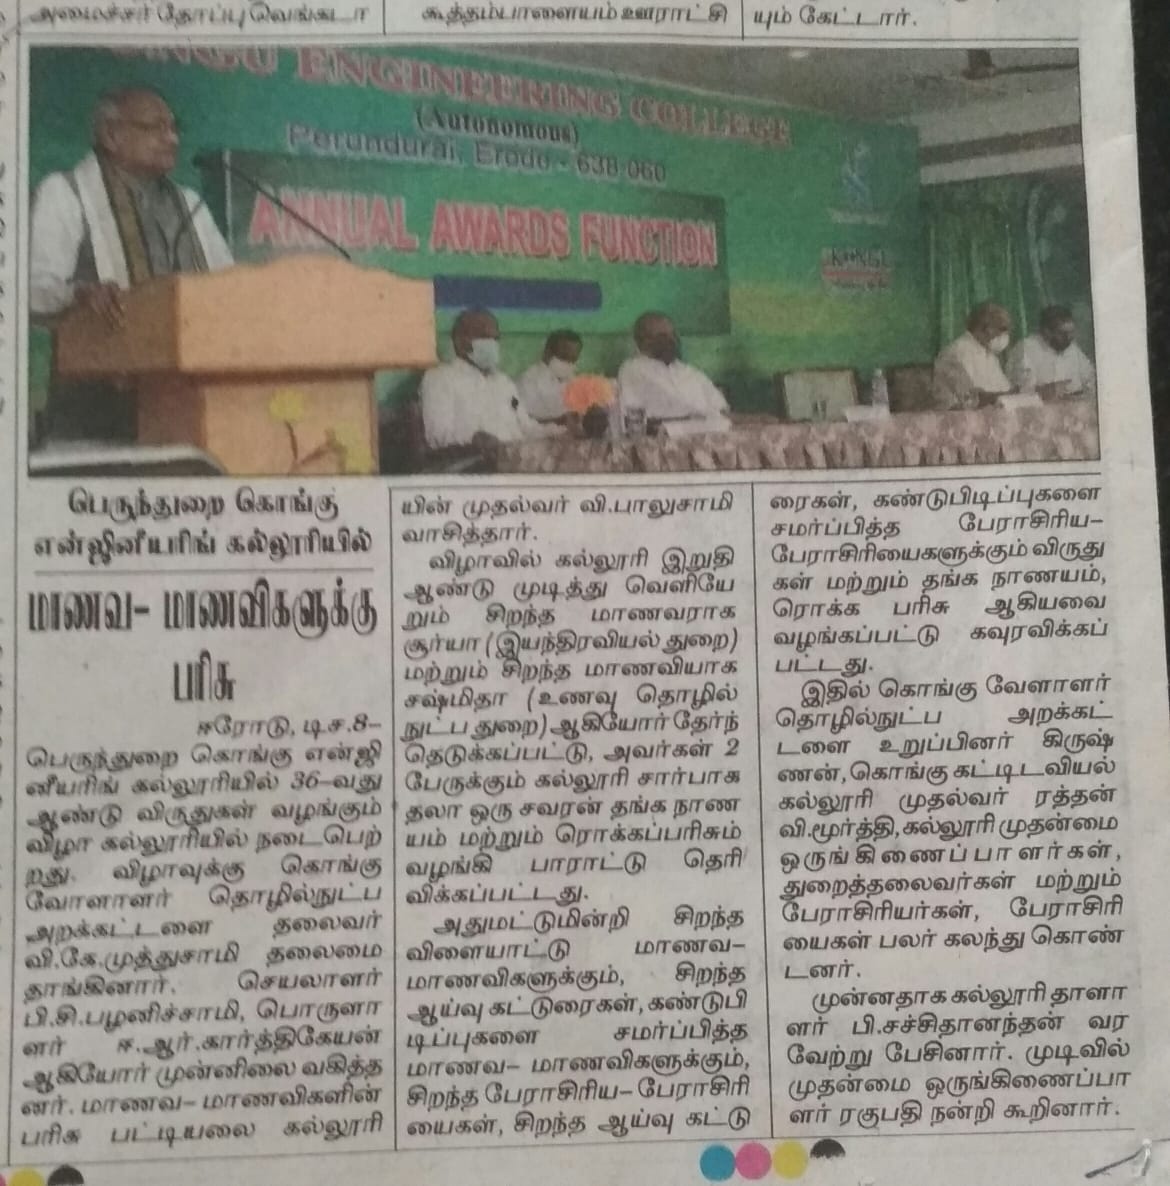 அமைச்சர் தோப்பு வெங்கடா
கூத்தம்பாளையம் ஊராட்சி
யும் கேட்டார்.
NGU ENGINEERING COLLEGE
(Autonomous)
Perundurai, Erode - 638 060
ANNUAL AWARDS FUNCTION
பெருந்துறை கொங்கு
என்ஜினீயரிங் கல்லூரியில்
மாணவ- மாணவிகளுக்கு
பரிசு
ஈரோடு, டிச.8-
பெருந்துறை கொங்கு என்ஜி
னீயரிங் கல்லூரியில் 36-வது
ஆண்டு விருதுகள் வழங்கும்
விழா கல்லூரியில் நடைபெற்
றது. விழாவுக்கு கொங்கு
வேளாளர் தொழில்நுட்ப
அறக்கட்டளை தலைவர்
வி.கே.முத்துசாமி தலைமை
தாங்கினார். செயலாளர்
பி.சி.பழனிச்சாமி, பொருளா
ளர் ஈ.ஆர்.கார்த்திகேயன்
ஆகியோர் முன்னிலை வகித்த
னர். மாணவ- மாணவிகளின்
பரிசு பட்டியலை கல்லூரி
யின் முதல்வர் வி.பாலுசாமி
வாசித்தார்.
விழாவில் கல்லூரி இறுதி
ஆண்டு முடித்து வெளியே
றும் சிறந்த மாணவராக
சூர்யா (இயந்திரவியல் துறை)
மற்றும் சிறந்த மாணவியாக
சஷ்மிதா (உணவு தொழில்
நுட்ப துறை) ஆகியோர் தேர்ந்
தெடுக்கப்பட்டு, அவர்கள் 2
பேருக்கும் கல்லூரி சார்பாக
தலா ஒரு சவரன் தங்க நாண
யம் மற்றும் ரொக்கப்பரிசும்
வழங்கி பாராட்டு தெரி
விக்கப்பட்டது.
அதுமட்டுமின்றி சிறந்த
விளையாட்டு மாணவ-
மாணவிகளுக்கும், சிறந்த
ஆய்வு கட்டுரைகள், கண்டுபி
டிப்புகளை சமர்ப்பித்த
மாணவ- மாணவிகளுக்கும்,
சிறந்த பேராசிரிய- பேராசிரி
யைகள், சிறந்த ஆய்வு கட்டு
ரைகள், கண்டுபிடிப்புகளை
சமர்ப்பித்த பேராசிரிய-
பேராசிரியைகளுக்கும் விருது
கள் மற்றும் தங்க நாணயம்,
ரொக்க பரிசு ஆகியவை
வழங்கப்பட்டு கவுரவிக்கப்
பட்டது.
இதில் கொங்கு வேளாளர்
தொழில்நுட்ப அறக்கட்
டளை உறுப்பினர் கிருஷ்
ணன், கொங்கு கட்டிடவியல்
கல்லூரி முதல்வர் ரத்தன்
வி.மூர்த்தி, கல்லூரி முதன்மை
ஒருங்கிணைப்பாளர்கள்,
துறைத்தலைவர்கள் மற்றும்
பேராசிரியர்கள், பேராசிரி
யைகள் பலர் கலந்து கொண்
டனர்.
முன்னதாக கல்லூரி தாளா
ளர் பி.சச்சிதானந்தன் வர
வேற்று பேசினார். முடிவில்
முதன்மை ஒருங்கிணைப்பா
ளர் ரகுபதி நன்றி கூறினார்.